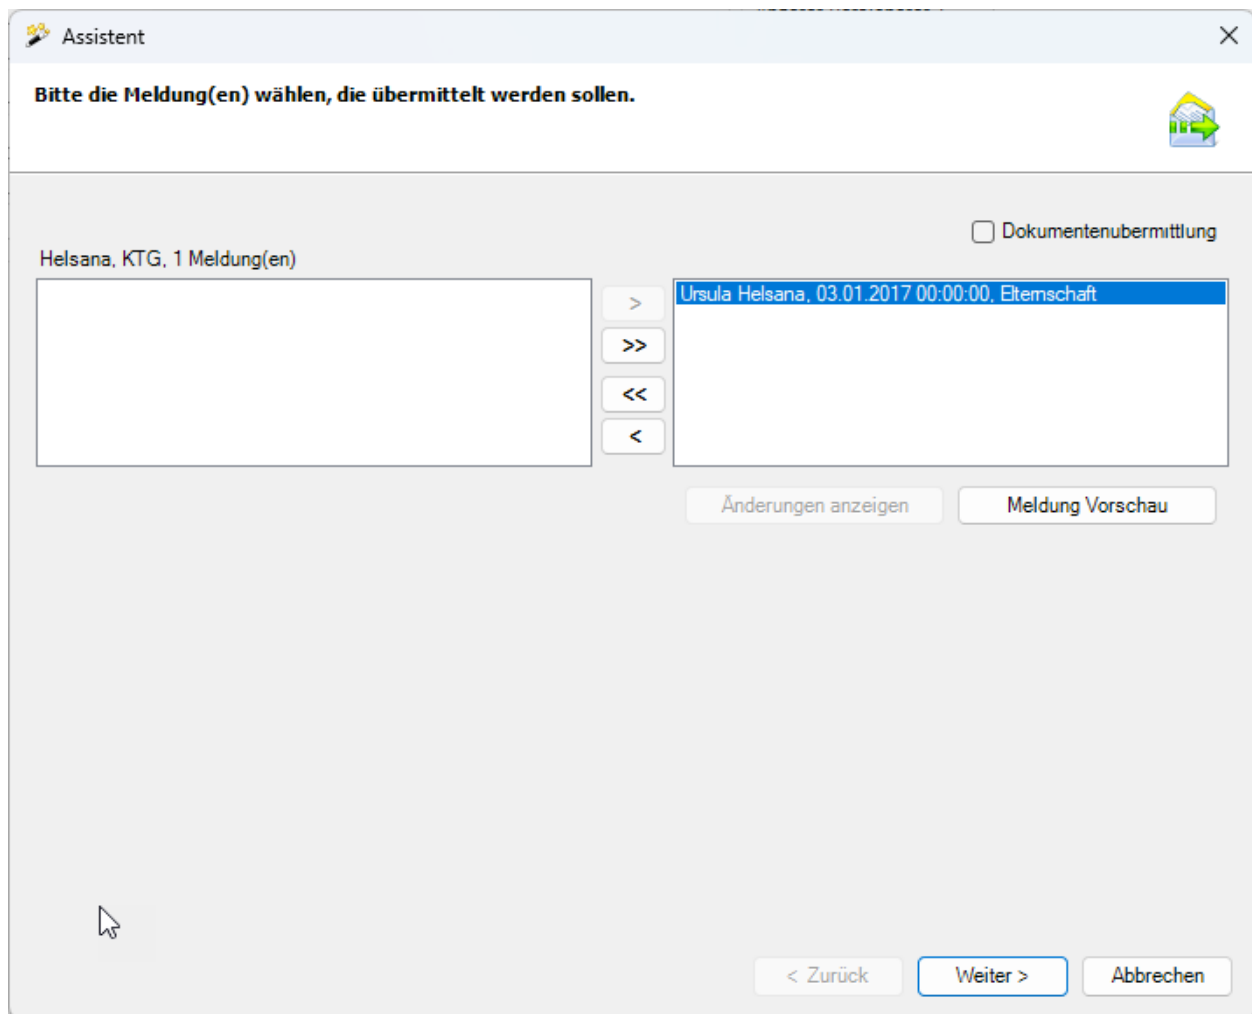 Assistent
Bitte die Meldung(en) wählen, die übermittelt werden sollen.
Dokumentenubermittlung
Helsana, KTG, 1 Meldung(en)
Ursula Helsana, 03.01.2017 00:00:00, Elternschaft
>
>>
<<
<
Änderungen anzeigen
Meldung Vorschau
< Zurück
Weiter >
Abbrechen